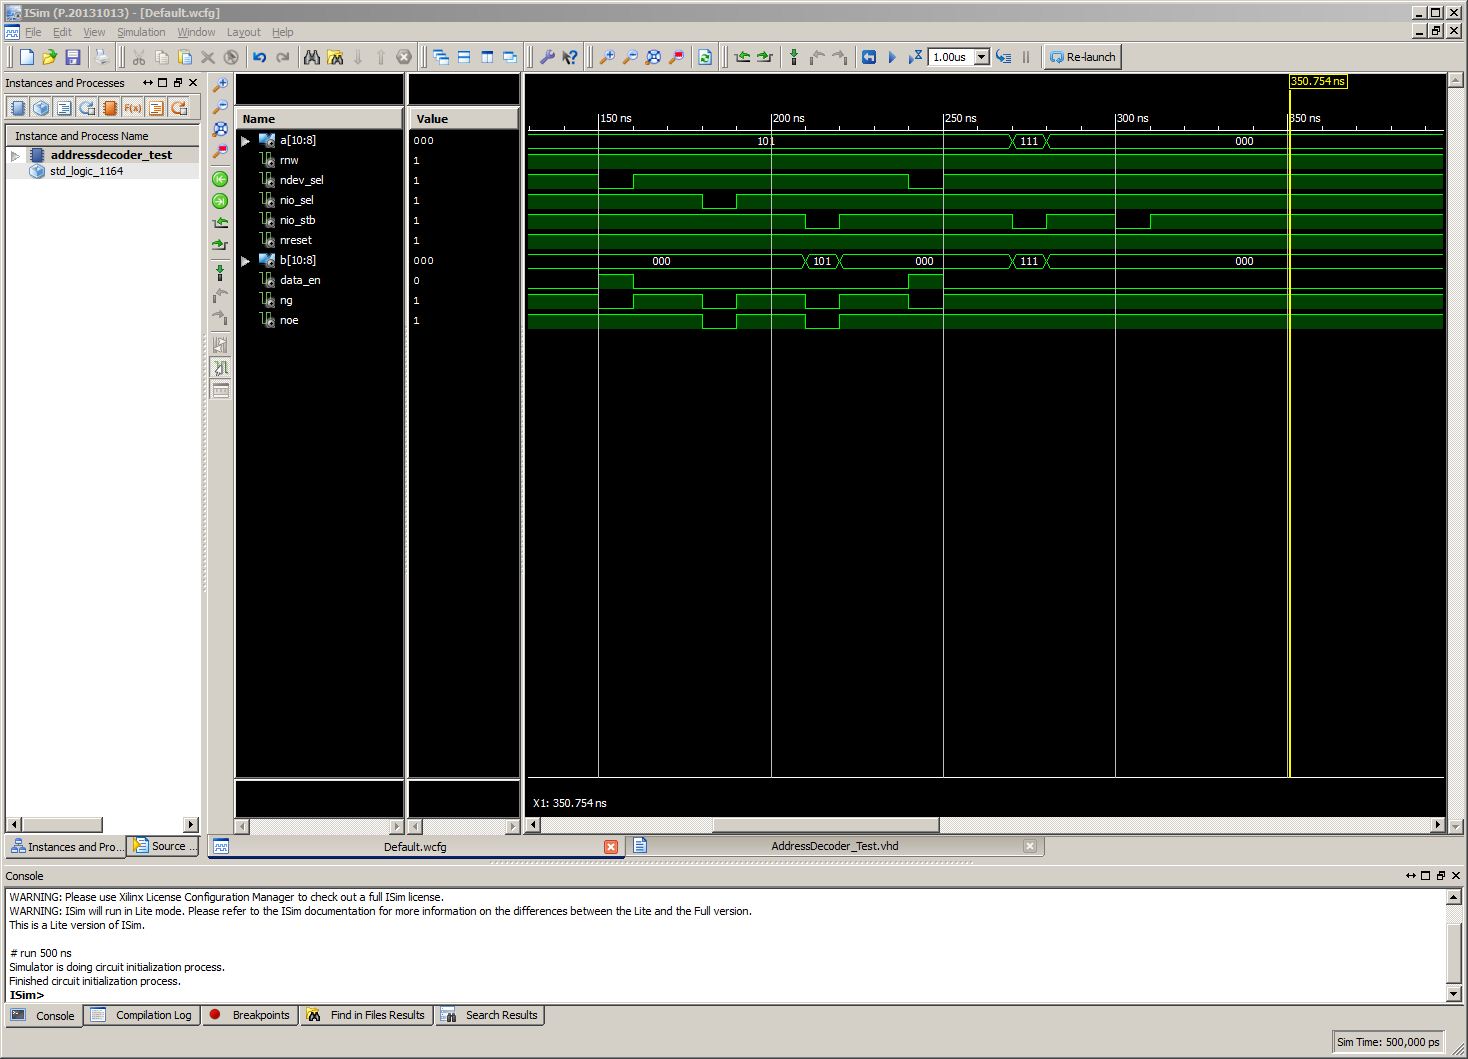 ISim (P.20131013) - [Default.wcfg]
File Edit View Simulation Window Layout Help
1.00us Re-launch
Instances and Processes
350.754 ns
Name Value
150 ns 200 ns 250 ns 300 ns 350 ns
Instance and Process Name
addressdecoder_test
std_logic_1164
a[10:8] 000 101 111 000
rnw 1
ndev_sel 1
nio_sel 1
nio_stb 1
nreset 1
b[10:8] 000 000 101 000 111 000
data_en 0
ng 1
noe 1
X1: 350.754 ns
Instances and Pro... Source ...
Default.wcfg AddressDecoder_Test.vhd
Console
WARNING: Please use Xilinx License Configuration Manager to check out a full ISim license.
WARNING: ISim will run in Lite mode. Please refer to the ISim documentation for more information on the differences between the Lite and the Full version.
This is a Lite version of ISim.
# run 500 ns
Simulator is doing circuit initialization process.
Finished circuit initialization process.
ISim>
Console Compilation Log Breakpoints Find in Files Results Search Results
Sim Time: 500,000 ps